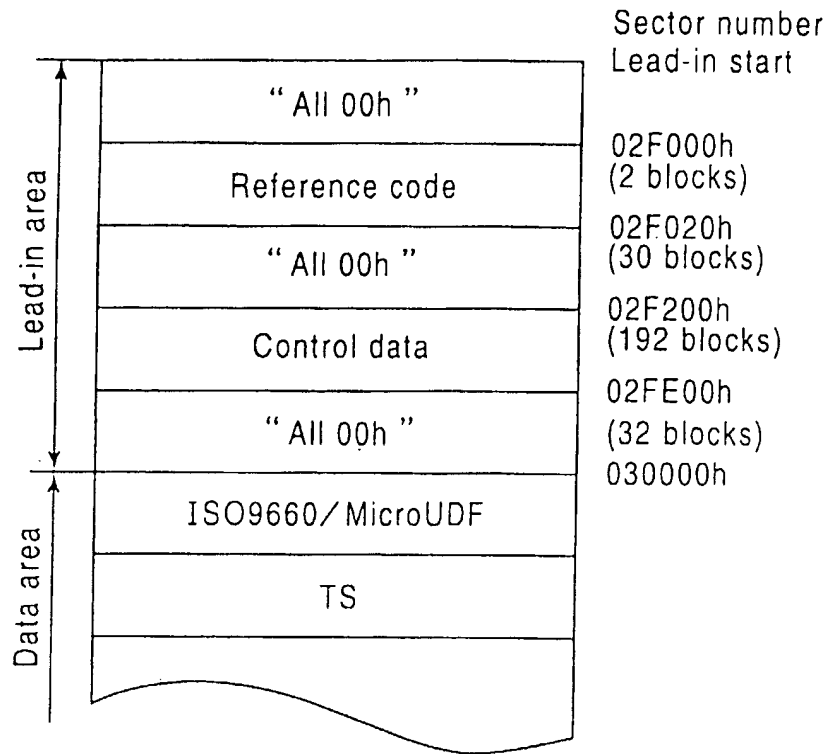 Sector number
Lead-in start
“ All 00h ”
02F000h
(2 blocks)
Reference code
02F020h
(30 blocks)
“ All 00h ”
02F200h
(192 blocks)
Control data
02FE00h
(32 blocks)
“ All 00h ”
030000h
ISO9660/MicroUDF
TS
Lead-in area
Data area